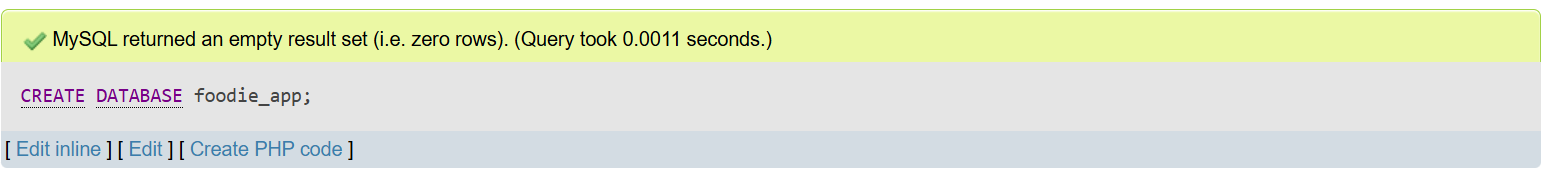 MySQL returned an empty result set (i.e. zero rows). (Query took 0.0011 seconds.)
CREATE DATABASE foodie_app;
[ Edit inline ] [ Edit ] [ Create PHP code ]